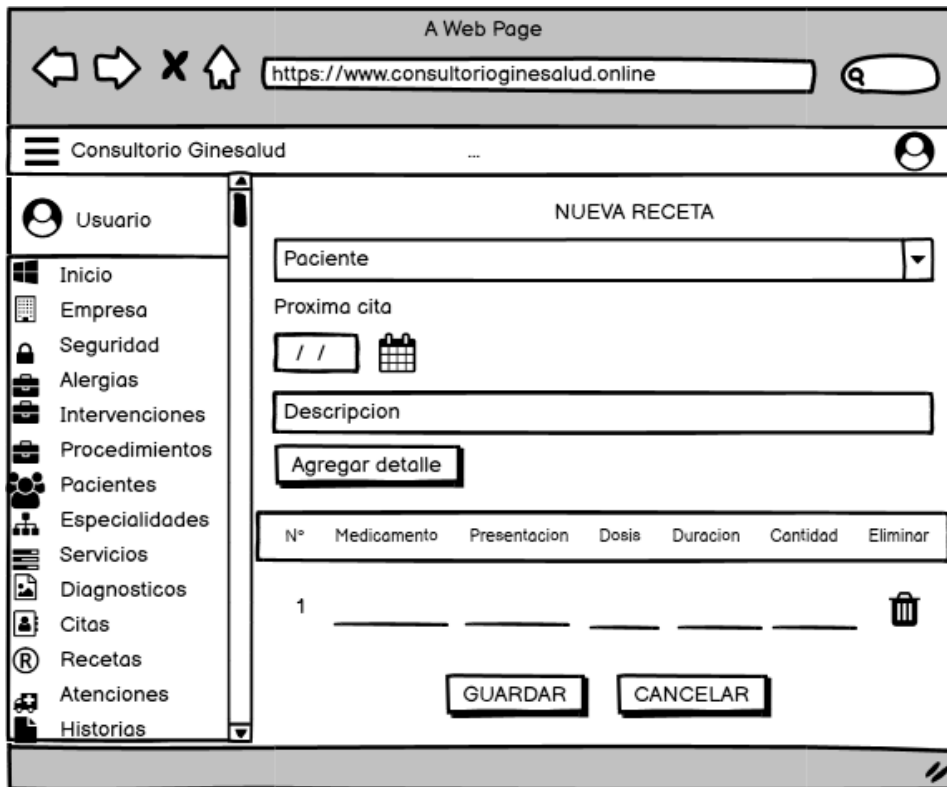 A Web Page
https://www.consultorioginesalud.online
Consultorio Ginesalud ...
Usuario
Inicio
Empresa
Seguridad
Alergias
Intervenciones
Procedimientos
Pacientes
Especialidades
Servicios
Diagnosticos
Citas
Recetas
Atenciones
Historias
NUEVA RECETA
Paciente
Proxima cita
/ /
Descripcion
Agregar detalle
N° Medicamento Presentacion Dosis Duracion Cantidad Eliminar
1
GUARDAR CANCELAR